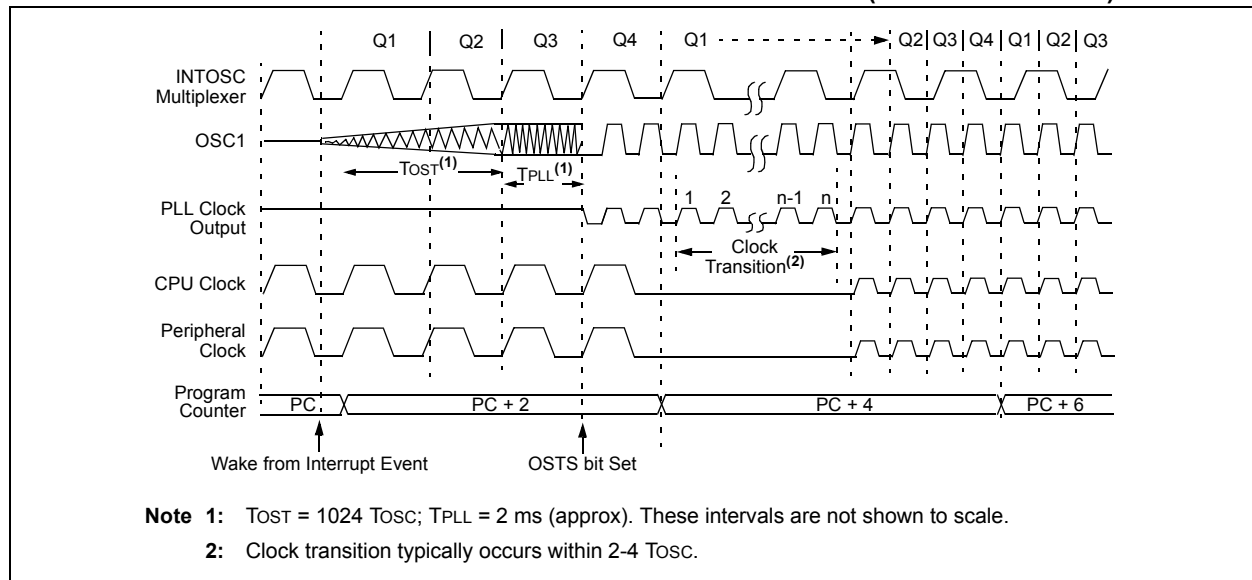 Q1 Q2 Q3 Q4 Q1 Q2 Q3 Q4 Q1 Q2 Q3
INTOSC
Multiplexer
OSC1
TOST(1)
TPLL(1)
PLL Clock
Output
1 2 n-1 n
Clock
Transition(2)
CPU Clock
Peripheral
Clock
Program
Counter
PC PC + 2 PC + 4 PC + 6
Wake from Interrupt Event
OSTS bit Set
Note 1: TOST = 1024 TOSC; TPLL = 2 ms (approx). These intervals are not shown to scale.
2: Clock transition typically occurs within 2-4 TOSC.